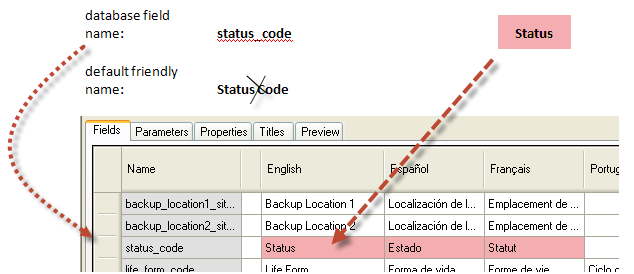 database field
name: status_code
Status
default friendly
name: Status Code
Fields Parameters Properties Titles Preview
Name English Español Français Portug
backup_location1_sit... Backup Location 1 Localización de l... Emplacement de ...
backup_location2_sit... Backup Location 2 Localización de l... Emplacement de ...
status_code Status Estado Statut
life_form_code Life Form Forma de vida Forme de vie Ciclo